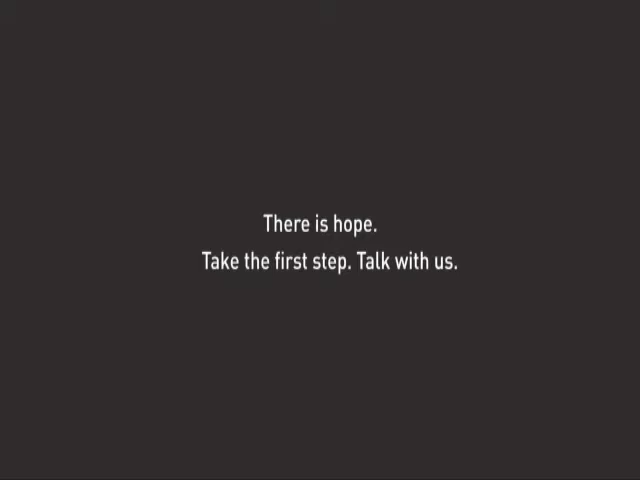 There is hope.
Take the first step. Talk with us.